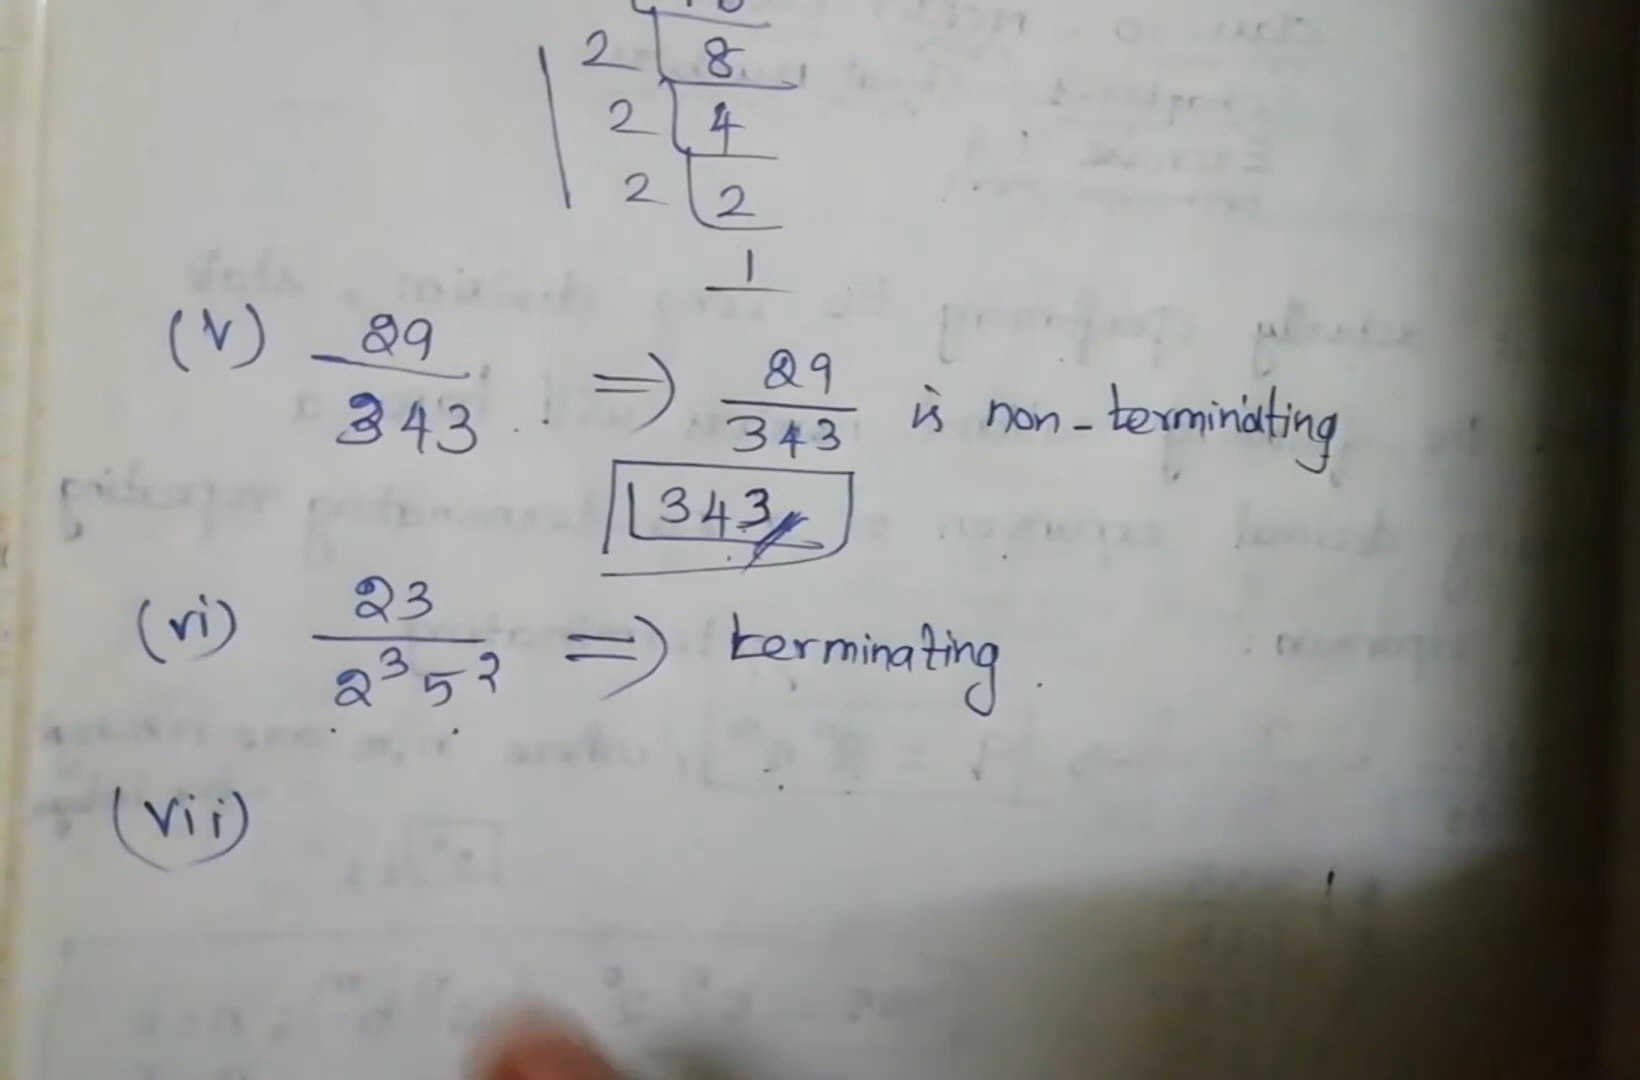 2 8
2 4
2 2
1
(v) 29/343 => 29/343 is non-terminating
343
(vi) 23/2³5² => terminating.
(vii)